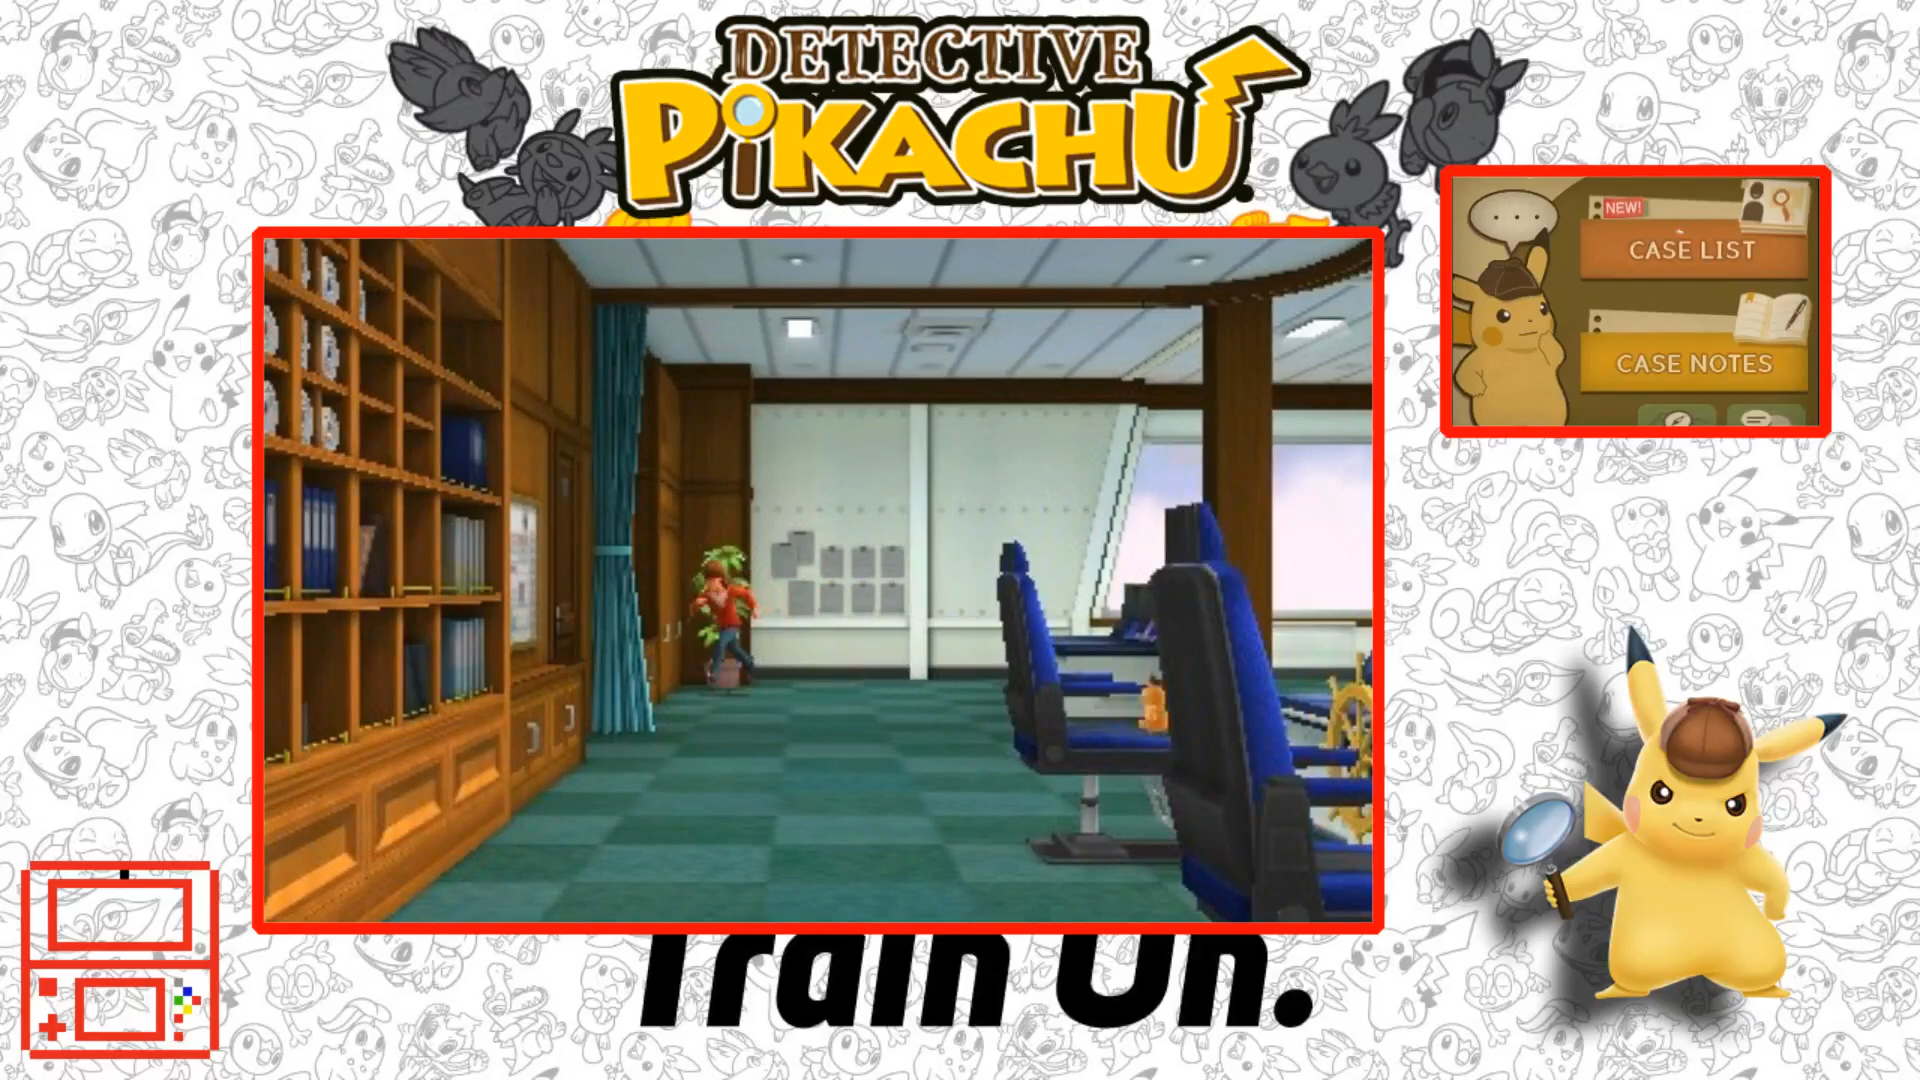 DETECTIVE
PIKACHU
NEW!
...
CASE LIST
CASE NOTES
Train On.